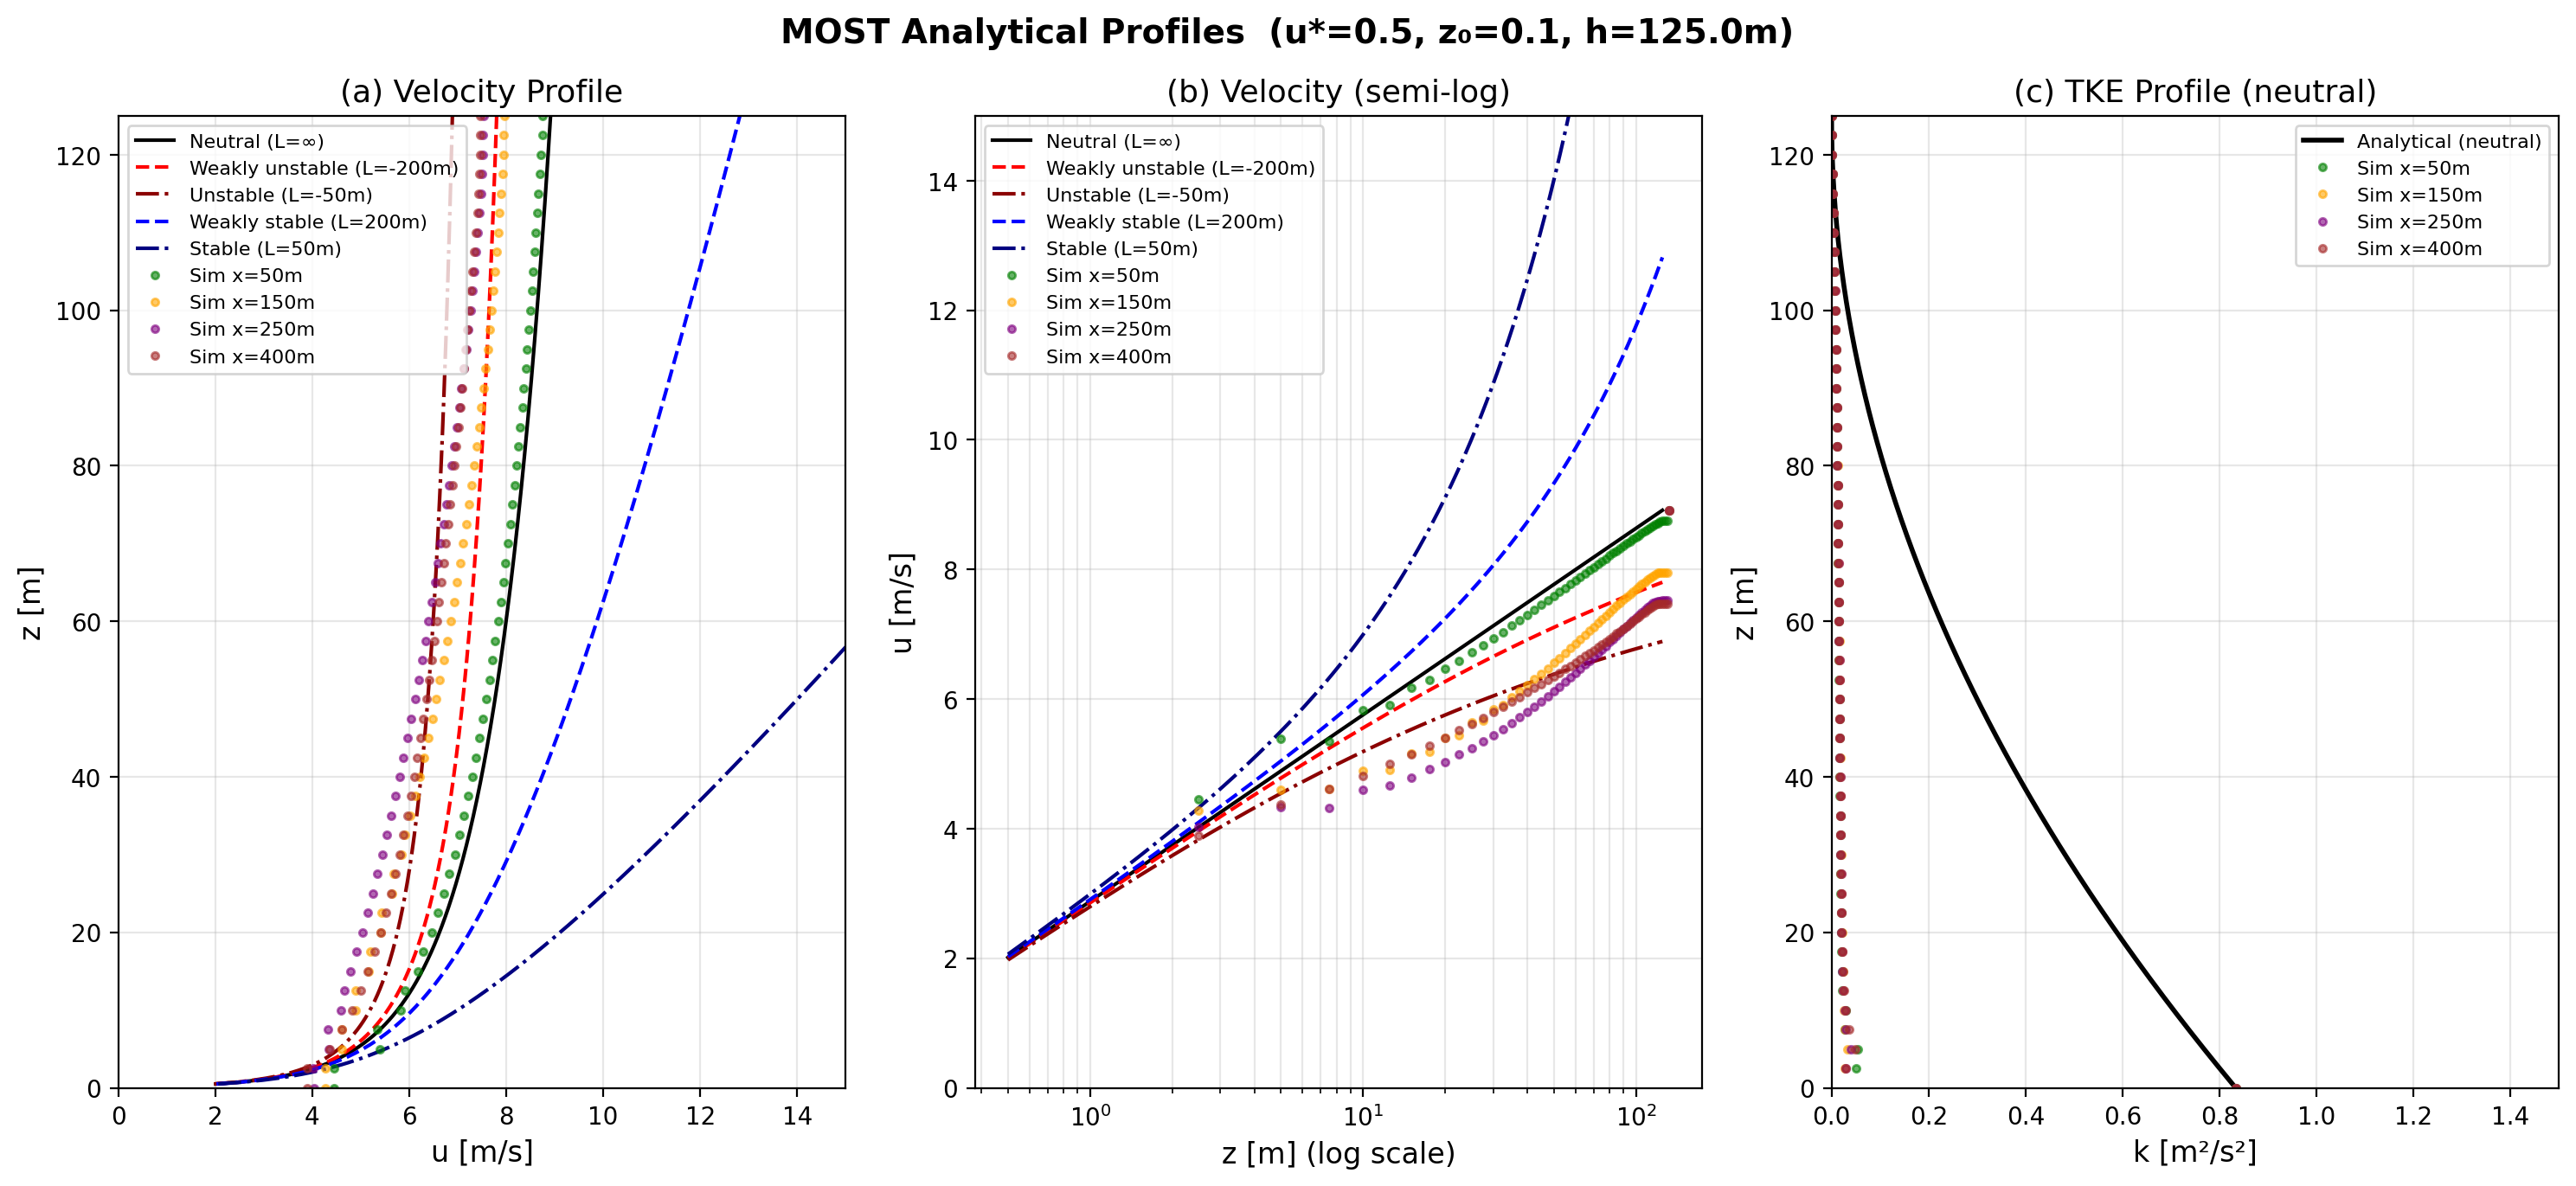 MOST Analytical Profiles (u*=0.5, z₀=0.1, h=125.0m)
(a) Velocity Profile
120
100
80
60
40
20
0
z [m]
Neutral (L=∞)
Weakly unstable (L=-200m)
Unstable (L=-50m)
Weakly stable (L=200m)
Stable (L=50m)
Sim x=50m
Sim x=150m
Sim x=250m
Sim x=400m
0 2 4 6 8 10 12 14
u [m/s]
(b) Velocity (semi-log)
14
12
10
8
6
4
2
0
u [m/s]
Neutral (L=∞)
Weakly unstable (L=-200m)
Unstable (L=-50m)
Weakly stable (L=200m)
Stable (L=50m)
Sim x=50m
Sim x=150m
Sim x=250m
Sim x=400m
10⁰ 10¹ 10²
z [m] (log scale)
(c) TKE Profile (neutral)
120
100
80
60
40
20
0
z [m]
Analytical (neutral)
Sim x=50m
Sim x=150m
Sim x=250m
Sim x=400m
0.0 0.2 0.4 0.6 0.8 1.0 1.2 1.4
k [m²/s²]